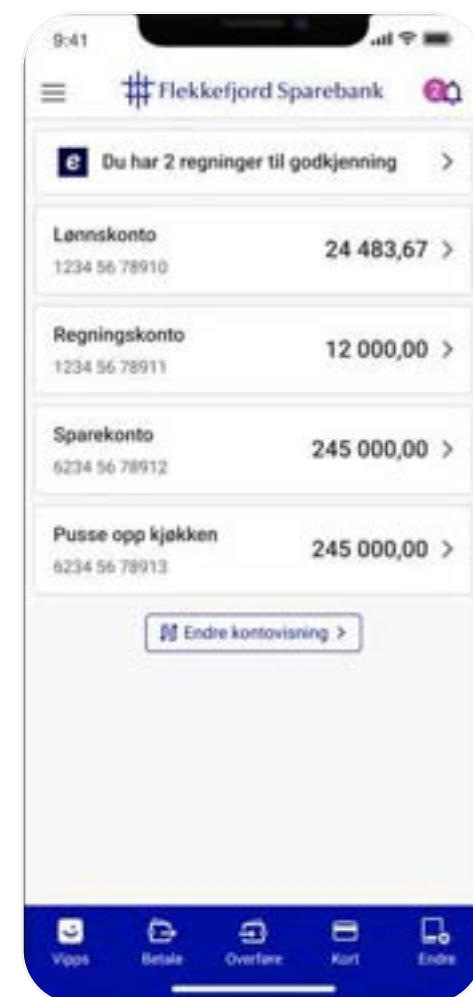 9:41
Flekkefjord Sparebank
2
e Du har 2 regninger til godkjenning
Lønnskonto
24 483,67
1234 56 78910
Regningskonto
12 000,00
1234 56 78911
Sparekonto
245 000,00
6234 56 78912
Pusse opp kjøkken
245 000,00
6234 56 78913
Endre kontovisning
Vipps Betale Overføre Kort Endre